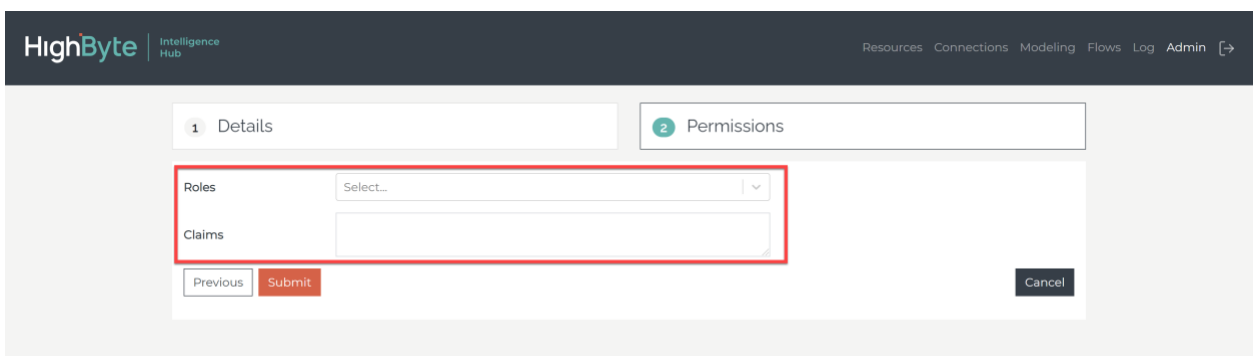 HighByte Intelligence Hub
Resources Connections Modeling Flows Log Admin
1 Details
2 Permissions
Roles Select...
Claims
Previous Submit Cancel